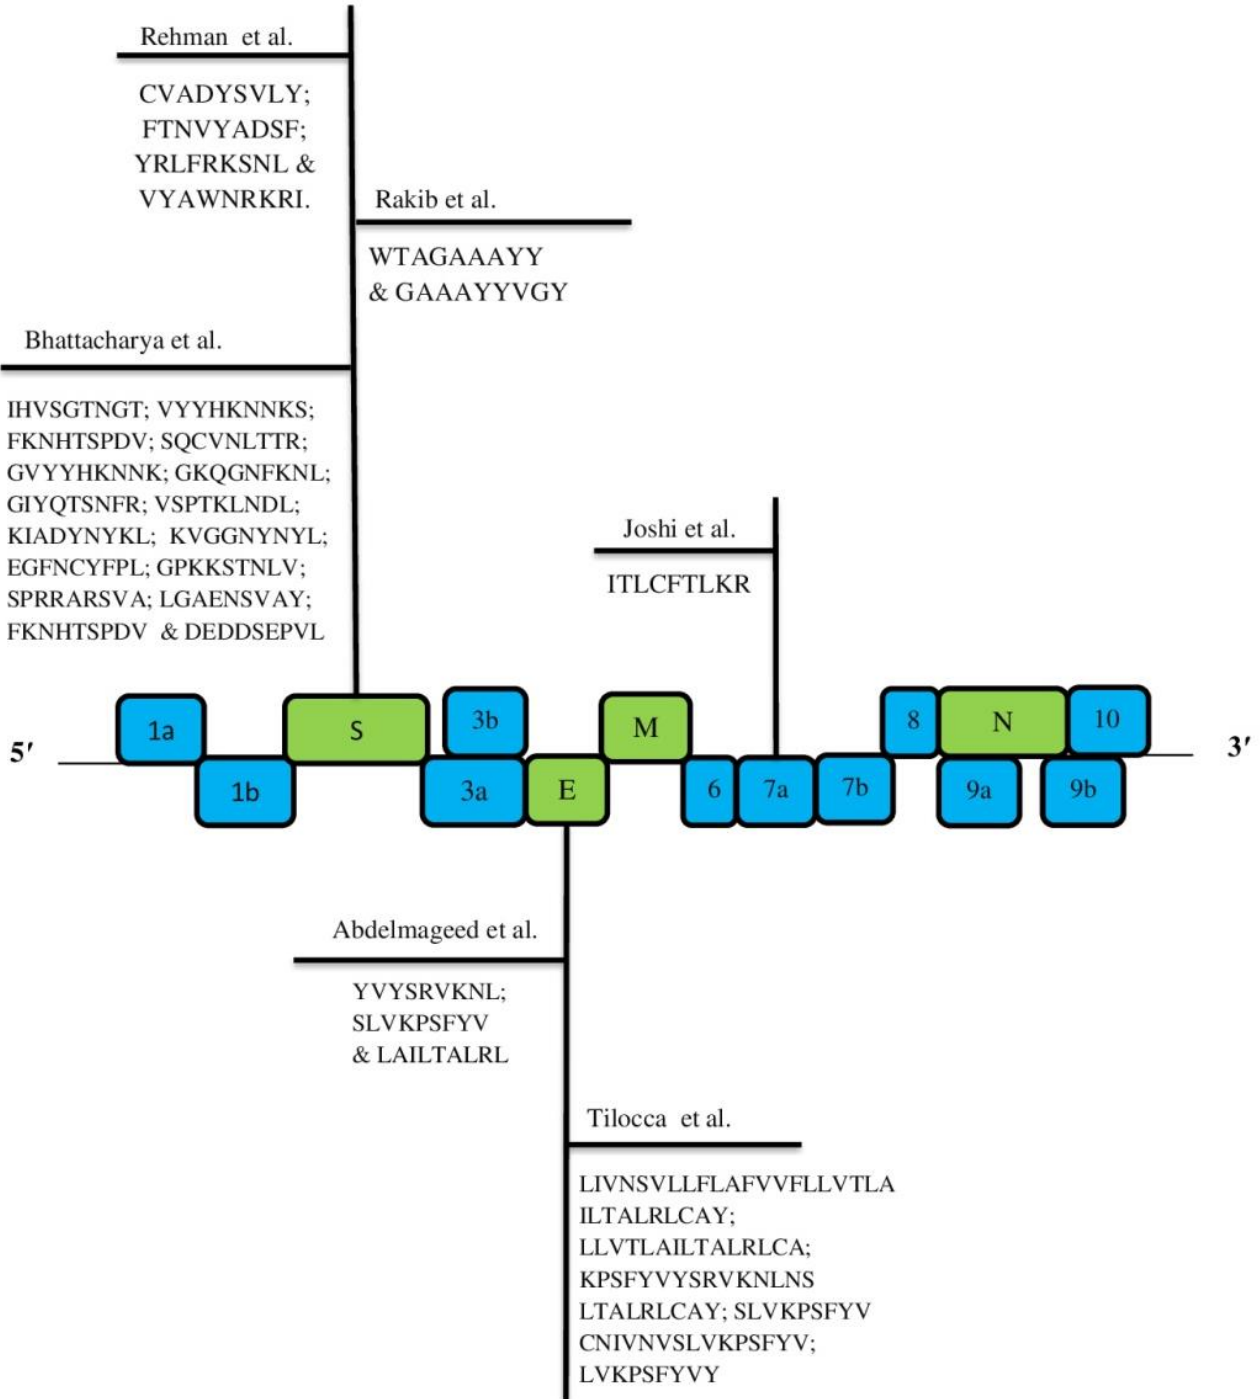 Rehman et al.
CVADYSVLY;
FTNVYADSF;
YRLFRKSNL &
VYAWNRKRI.
Rakib et al.
WTAGAAAYY
& GAAAYYVGY
Bhattacharya et al.
IHVSGTNGT; VYYHKNNKS;
FKNHTSPDV; SQCVNLTTR;
GVYYHKNNK; GKQGNFKNL;
GIYQTSNFR; VSPTKLNDL;
KIADYNYKL; KVGGNYNYL;
EGFNCYFPL; GPKKSTNLV;
SPRRARSVA; LGAENSVAY;
FKNHTSPDV & DEDDSEPVL
Joshi et al.
ITLCFTLKR
1a
S
3b
M
8
N
10
5′
3′
1b
3a
E
6
7a
7b
9a
9b
Abdelmageed et al.
YVYSRVKNL;
SLVKPSFYV
& LAILTALRL
Tilocca et al.
LIVNSVLLFLAFVVFLLVTLA
ILTALRLCAY;
LLVTLAILTALRLCA;
KPSFYVYSRVKNLNS
LTALRLCAY; SLVKPSFYV
CNIVNVSLVKPSFYV;
LVKPSFYVY